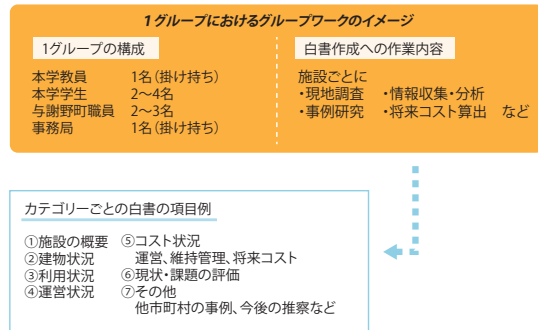 1グループにおけるグループワークのイメージ
1グループの構成
本学教員 1名(掛け持ち)
本学学生 2〜4名
与謝野町職員 2〜3名
事務局 1名(掛け持ち)
白書作成への作業内容
施設ごとに
・現地調査 ・情報収集・分析
・事例研究 ・将来コスト算出 など
カテゴリーごとの白書の項目例
①施設の概要
②建物状況
③利用状況
④運営状況
⑤コスト状況
運営、維持管理、将来コスト
⑥現状・課題の評価
⑦その他
他市町村の事例、今後の推察など